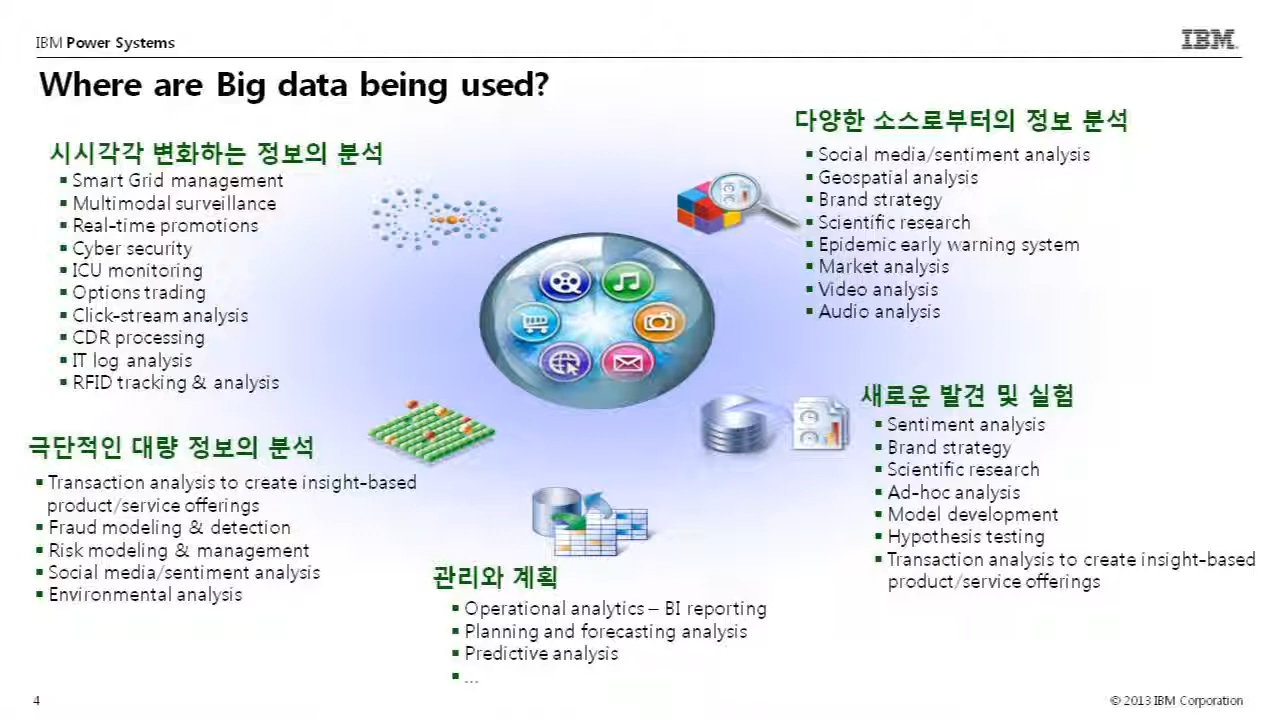 IBM Power Systems
IBM
Where are Big data being used?
시시각각 변화하는 정보의 분석
▪ Smart Grid management
▪ Multimodal surveillance
▪ Real-time promotions
▪ Cyber security
▪ ICU monitoring
▪ Options trading
▪ Click-stream analysis
▪ CDR processing
▪ IT log analysis
▪ RFID tracking & analysis
다양한 소스로부터의 정보 분석
▪ Social media/sentiment analysis
▪ Geospatial analysis
▪ Brand strategy
▪ Scientific research
▪ Epidemic early warning system
▪ Market analysis
▪ Video analysis
▪ Audio analysis
극단적인 대량 정보의 분석
▪ Transaction analysis to create insight-based
product/service offerings
▪ Fraud modeling & detection
▪ Risk modeling & management
▪ Social media/sentiment analysis
▪ Environmental analysis
관리와 계획
▪ Operational analytics – BI reporting
▪ Planning and forecasting analysis
▪ Predictive analysis
▪ ...
새로운 발견 및 실험
▪ Sentiment analysis
▪ Brand strategy
▪ Scientific research
▪ Ad-hoc analysis
▪ Model development
▪ Hypothesis testing
▪ Transaction analysis to create insight-based
product/service offerings
4
© 2013 IBM Corporation